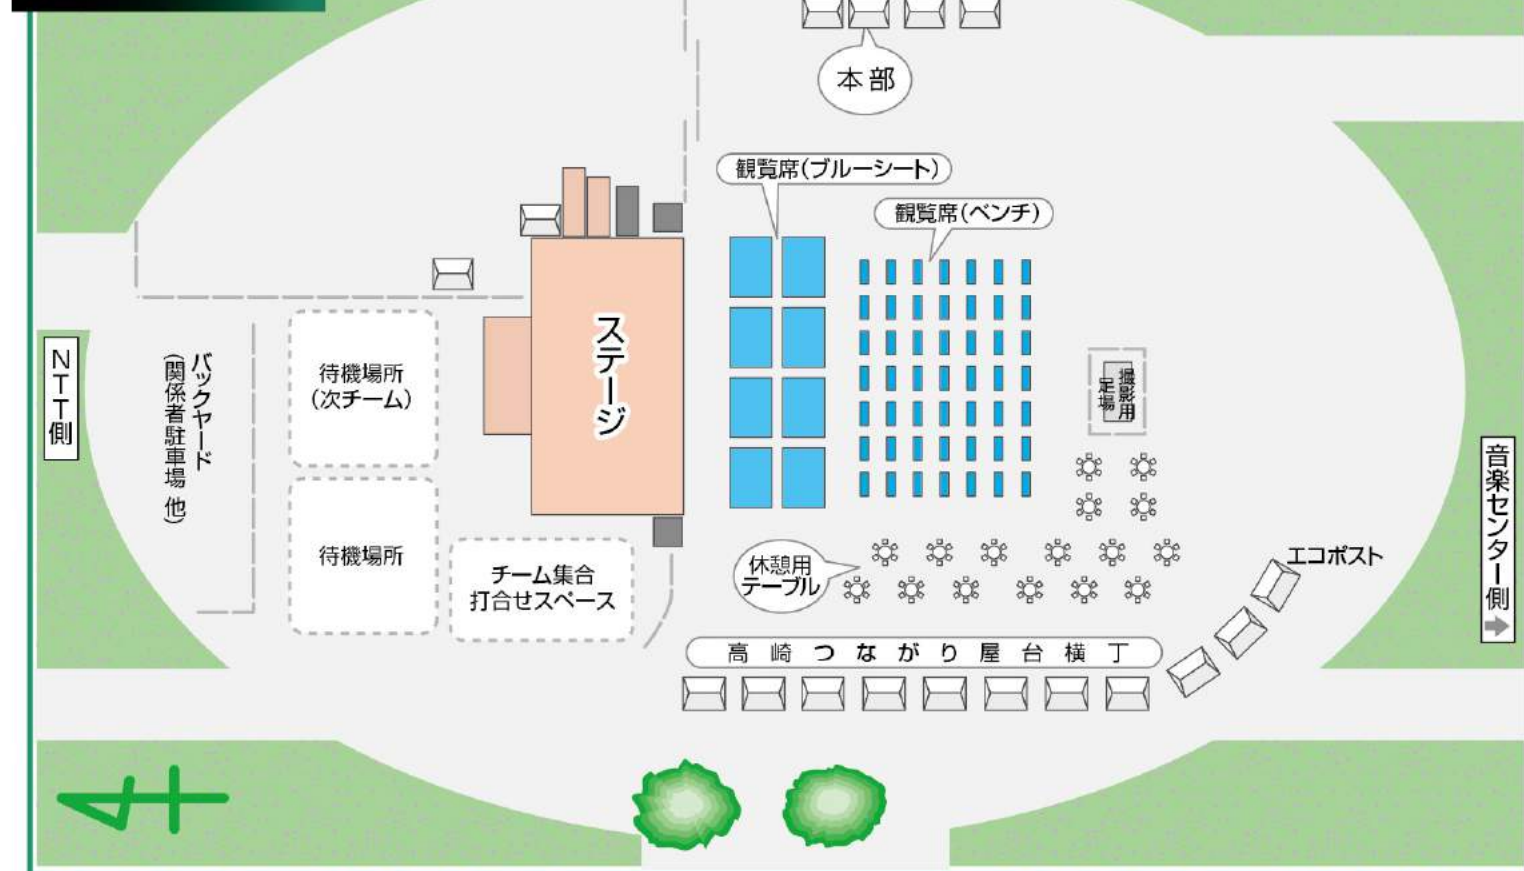 本部
観覧席(ブルーシート)
観覧席(ベンチ)
ステージ
NTT側
バックヤード
(関係者駐車場 他)
待機場所
(次チーム)
待機場所
チーム集合
打合せスペース
撮影用
足場
休憩用
テーブル
エコポスト
音楽センター側
高崎つながり屋台横丁